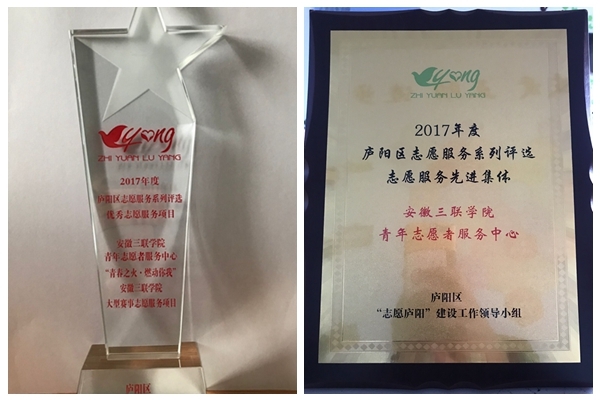 yang
ZHI YUAN LU YANG
2017年度
庐阳区志愿服务系列评选
优秀志愿服务项目
安徽三联学院
青年志愿者服务中心
“青春之火·燃动你我”
安徽三联学院
大型赛事志愿服务项目
庐阳区
yang
ZHI YUAN LU YANG
2017年度
庐阳区志愿服务系列评选
志愿服务先进集体
安徽三联学院
青年志愿者服务中心
庐阳区
“志愿庐阳”建设工作领导小组